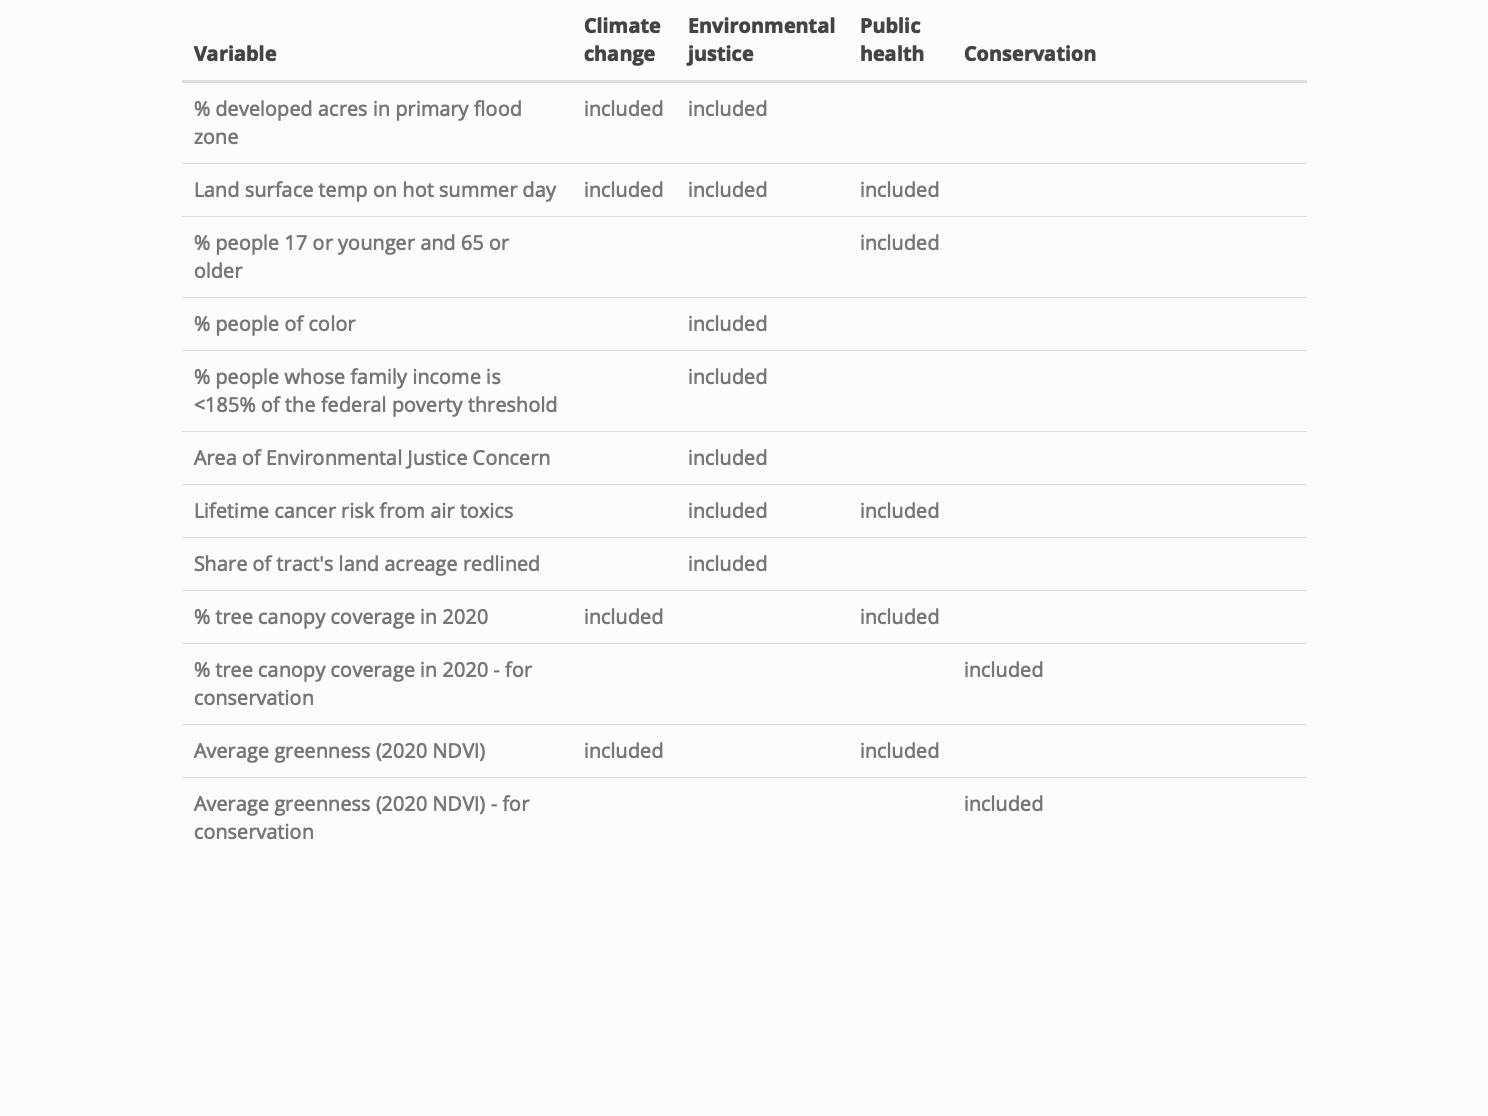 Variable Climate change Environmental justice Public health Conservation
% developed acres in primary flood zone included included
Land surface temp on hot summer day included included included
% people 17 or younger and 65 or older included
% people of color included
% people whose family income is <185% of the federal poverty threshold included
Area of Environmental Justice Concern included
Lifetime cancer risk from air toxics included included
Share of tract's land acreage redlined included
% tree canopy coverage in 2020 included included
% tree canopy coverage in 2020 - for conservation included
Average greenness (2020 NDVI) included included
Average greenness (2020 NDVI) - for conservation included